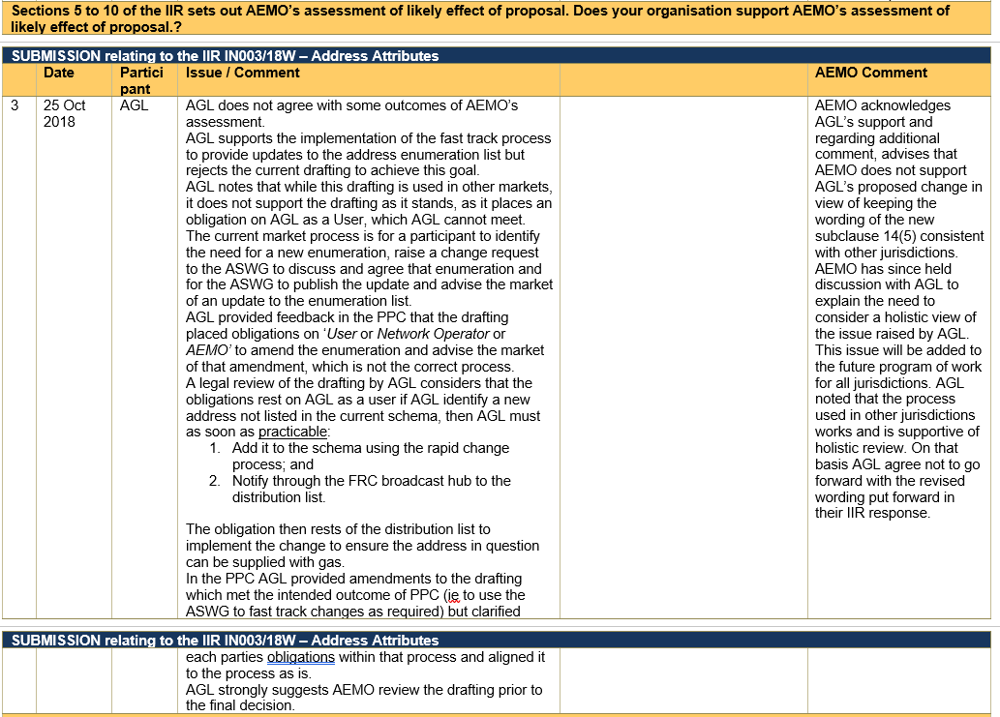 Sections 5 to 10 of the IIR sets out AEMO's assessment of likely effect of proposal. Does your organisation support AEMO's assessment of
likely effect of proposal.?
SUBMISSION relating to the IIR IN003/18W – Address Attributes
Date
Partici
pant
Issue / Comment
AEMO Comment
3
25 Oct
2018
AGL
AGL does not agree with some outcomes of AEMO's
assessment.
AGL supports the implementation of the fast track process
to provide updates to the address enumeration list but
rejects the current drafting to achieve this goal.
AGL notes that while this drafting is used in other markets,
it does not support the drafting as it stands, as it places an
obligation on AGL as a User, which AGL cannot meet.
The current market process is for a participant to identify
the need for a new enumeration, raise a change request
to the ASWG to discuss and agree that enumeration and
for the ASWG to publish the update and advise the market
of an update to the enumeration list.
AGL provided feedback in the PPC that the drafting
placed obligations on 'User or Network Operator or
AEMO' to amend the enumeration and advise the market
of that amendment, which is not the correct process.
A legal review of the drafting by AGL considers that the
obligations rest on AGL as a user if AGL identify a new
address not listed in the current schema, then AGL must
as soon as practicable:
1. Add it to the schema using the rapid change
process; and
2. Notify through the FRC broadcast hub to the
distribution list.
The obligation then rests of the distribution list to
implement the change to ensure the address in question
can be supplied with gas.
In the PPC AGL provided amendments to the drafting
which met the intended outcome of PPC (ie to use the
ASWG to fast track changes as required) but clarified
AEMO acknowledges
AGL's support and
regarding additional
comment, advises that
AEMO does not support
AGL's proposed change in
view of keeping the
wording of the new
subclause 14(5) consistent
with other jurisdictions.
AEMO has since held
discussion with AGL to
explain the need to
consider a holistic view of
the issue raised by AGL.
This issue will be added to
the future program of work
for all jurisdictions. AGL
noted that the process
used in other jurisdictions
works and is supportive of
holistic review. On that
basis AGL agree not to go
forward with the revised
wording put forward in
their IIR response.
SUBMISSION relating to the IIR IN003/18W – Address Attributes
each parties obligations within that process and aligned it
to the process as is.
AGL strongly suggests AEMO review the drafting prior to
the final decision.